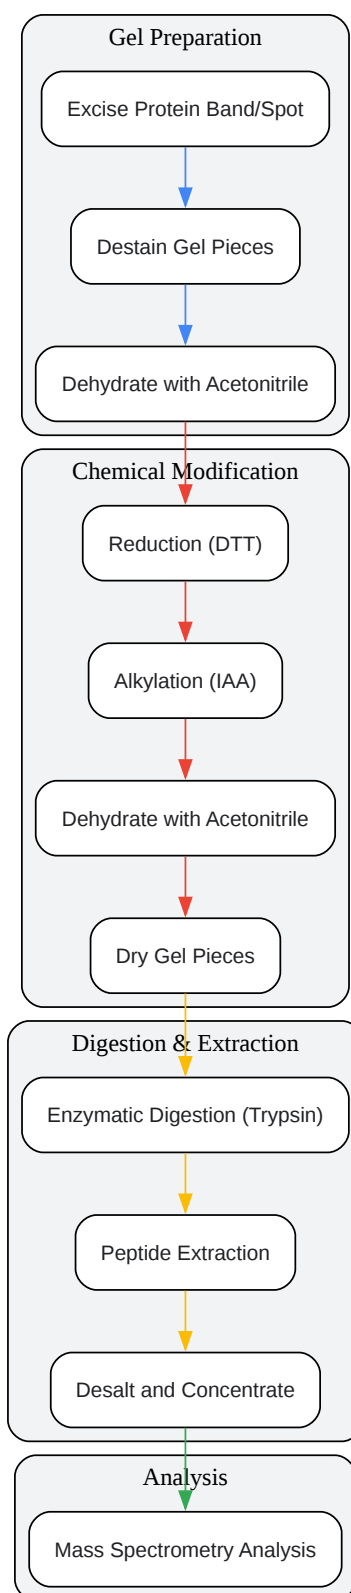 Gel Preparation
Excise Protein Band/Spot
Destain Gel Pieces
Dehydrate with Acetonitrile
Chemical Modification
Reduction (DTT)
Alkylation (IAA)
Dehydrate with Acetonitrile
Dry Gel Pieces
Digestion & Extraction
Enzymatic Digestion (Trypsin)
Peptide Extraction
Desalt and Concentrate
Analysis
Mass Spectrometry Analysis